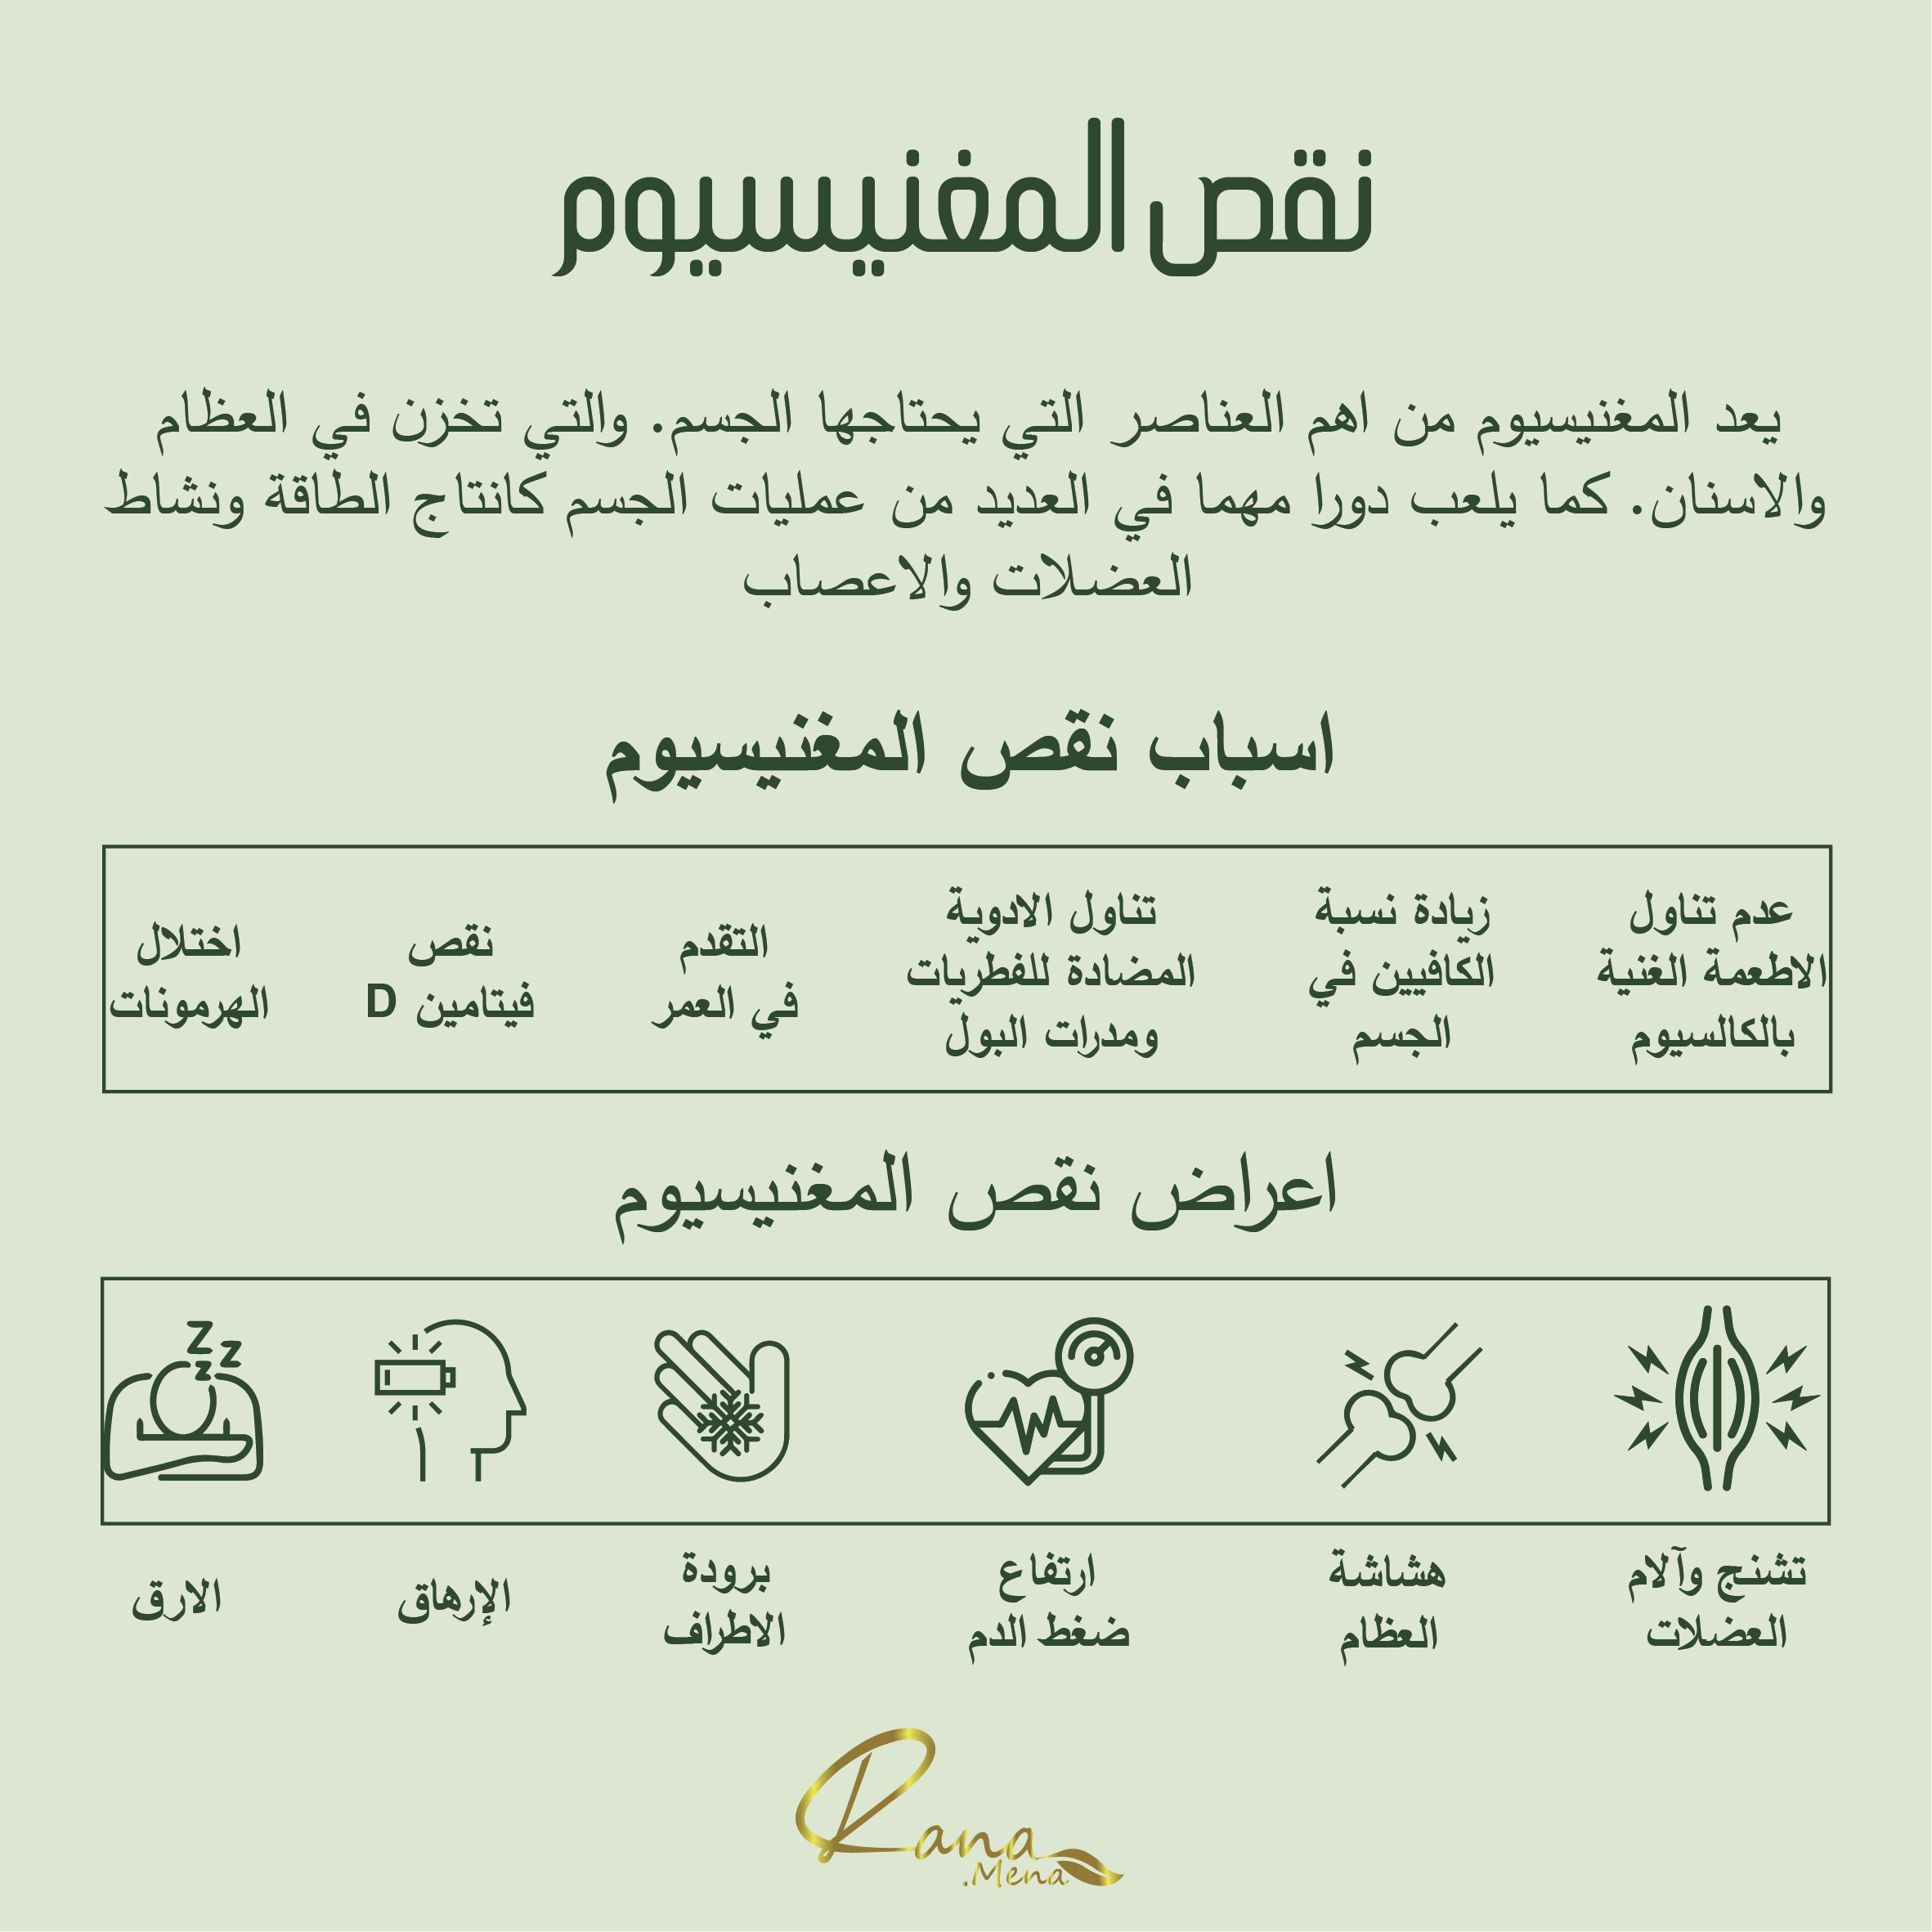 نقص المغنيسيوم
يعد المغنيسيوم من اهم العناصر التي يحتاجها الجسم. والتي تخزن في العظام
والاسنان. كما يلعب دورا مهما في العديد من عمليات الجسم كانتاج الطاقة ونشاط
العضلات والاعصاب
اسباب نقص المغنيسيوم
عدم تناول
الاطعمة الغنية
بالكالسيوم
زيادة نسبة
الكافيين في
الجسم
تناول الادوية
المضادة للفطريات
ومدرات البول
التقدم
في العمر
نقص
فيتامين D
اختلال
الهرمونات
اعراض نقص المغنيسيوم
zzz
تشنج وآلام
العضلات
هشاشة
العظام
ارتفاع
ضغط الدم
برودة
الاطراف
الإرهاق
الارق
Rana
.Mena